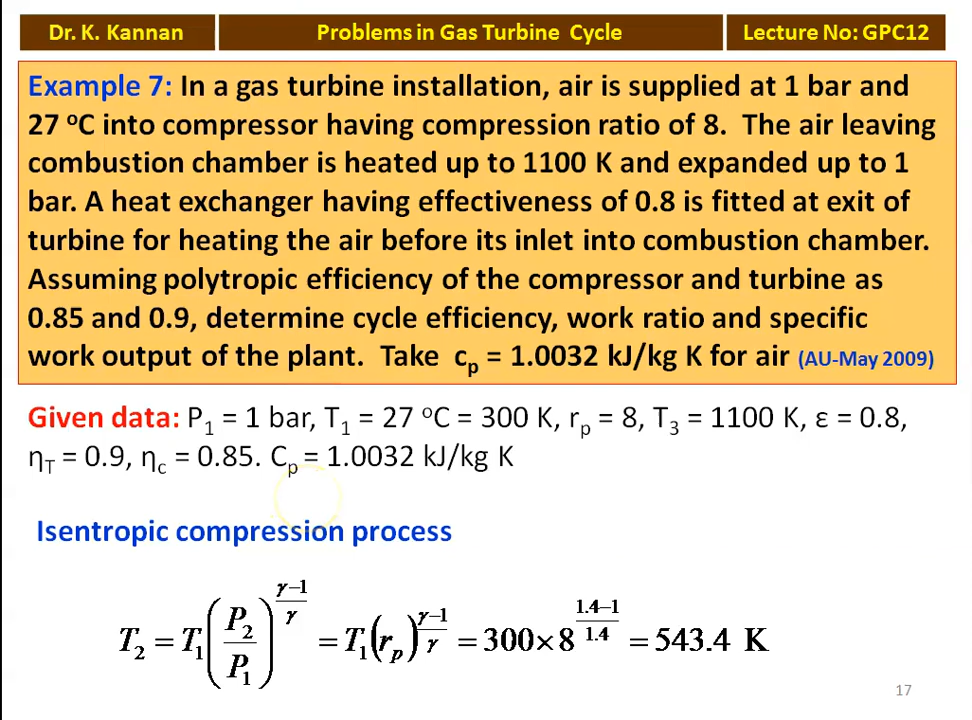 Dr. K. Kannan
Problems in Gas Turbine Cycle
Lecture No: GPC12
Example 7: In a gas turbine installation, air is supplied at 1 bar and
27 ºC into compressor having compression ratio of 8. The air leaving
combustion chamber is heated up to 1100 K and expanded up to 1
bar. A heat exchanger having effectiveness of 0.8 is fitted at exit of
turbine for heating the air before its inlet into combustion chamber.
Assuming polytropic efficiency of the compressor and turbine as
0.85 and 0.9, determine cycle efficiency, work ratio and specific
work output of the plant. Take cₚ = 1.0032 kJ/kg K for air (AU-May 2009)
Given data: P₁ = 1 bar, T₁ = 27 ºC = 300 K, rₚ = 8, T₃ = 1100 K, ε = 0.8,
η_T = 0.9, η_c = 0.85. Cₚ = 1.0032 kJ/kg K
Isentropic compression process
T₂ = T₁(P₂/P₁)^((γ−1)/γ) = T₁(rₚ)^((γ−1)/γ) = 300×8^((1.4−1)/1.4) = 543.4 K
17